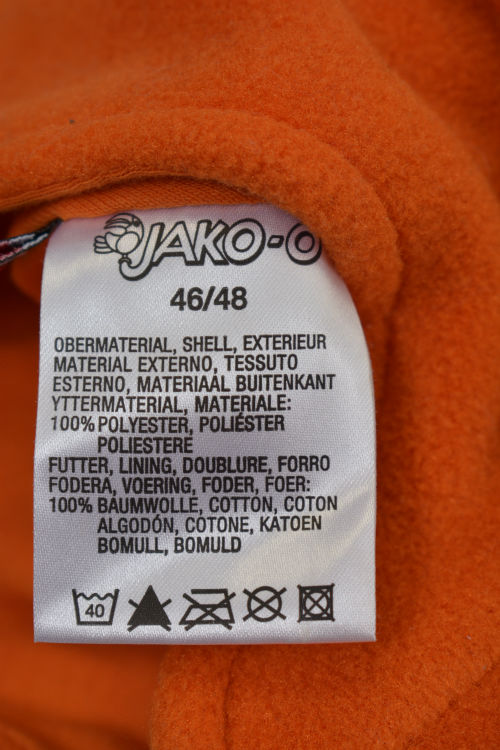 JAKO-O
46/48
OBERMATERIAL, SHELL, EXTERIEUR
MATERIAL EXTERNO, TESSUTO
ESTERNO, MATERIAÀL BUITENKANT
YTTERMATERIAL, MATERIALE:
100% POLYESTER, POLIÉSTER
POLIESTERE
FUTTER, LINING, DOUBLURE, FORRO
FODERA, VOERING, FODER, FOER:
100% BAUMWOLLE, COTTON, COTON
ALGODÓN, COTONE, KATOEN
BOMULL, BOMULD
40